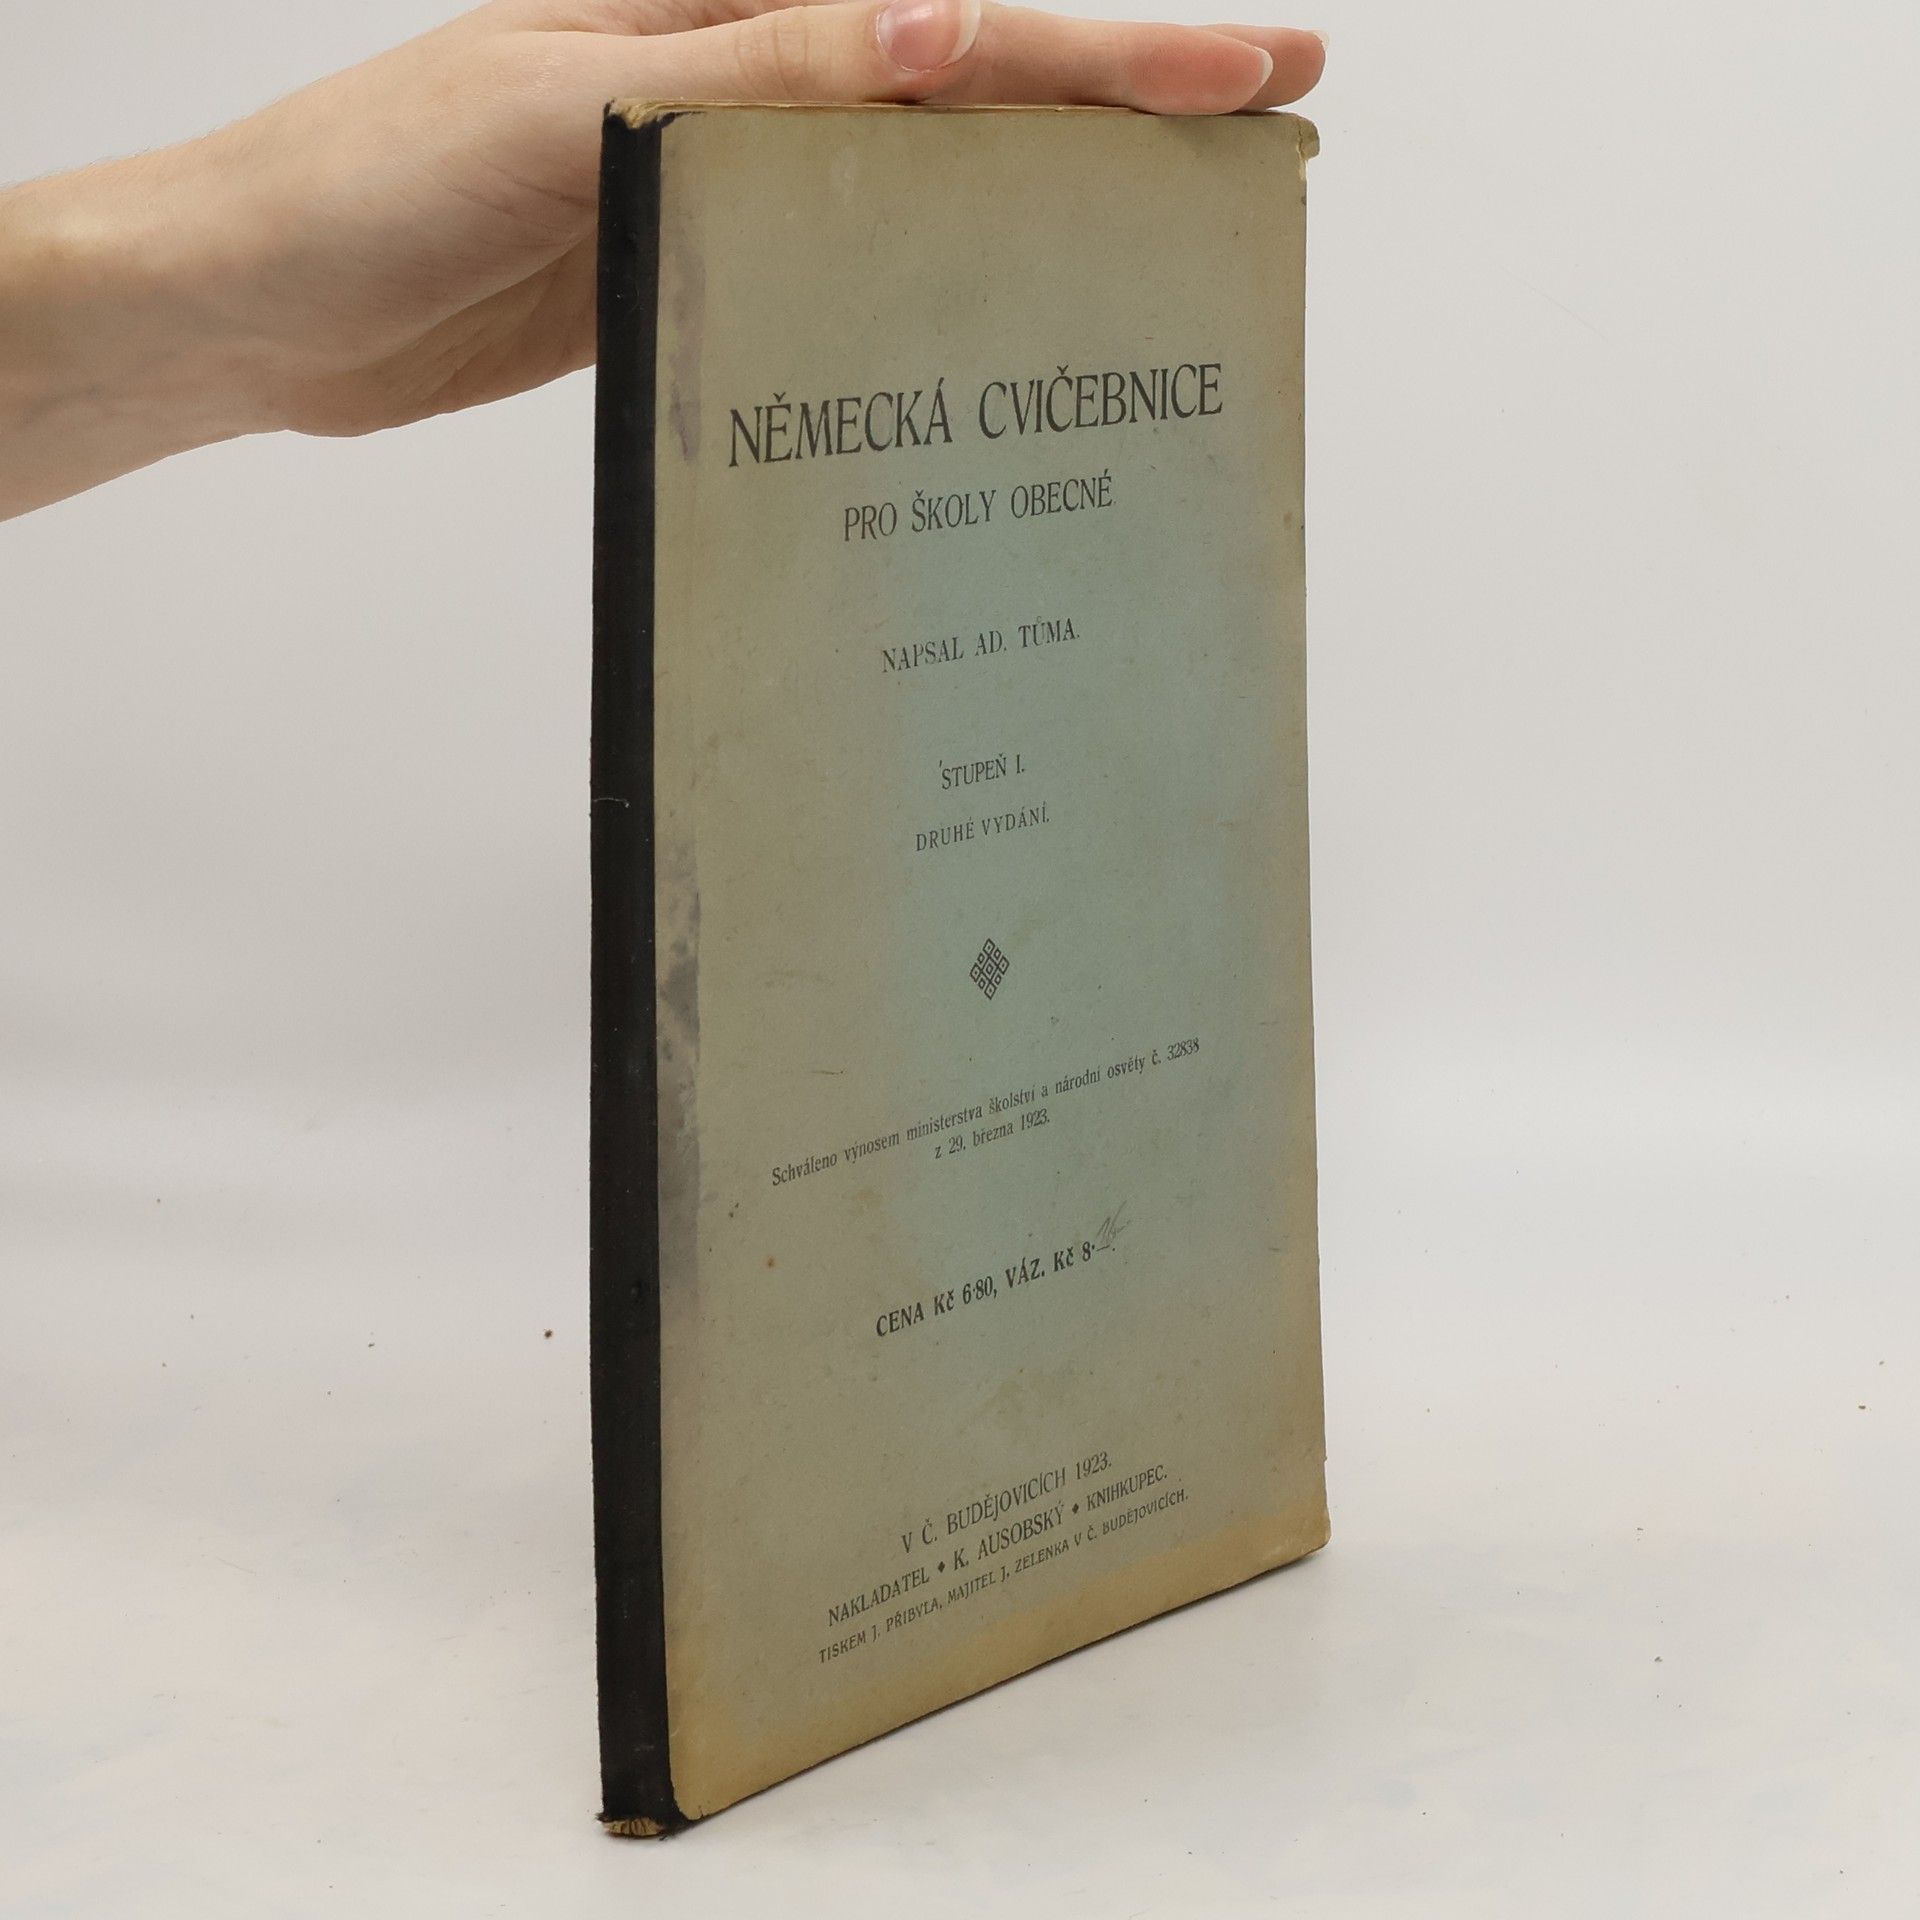 NĚMECKÁ CVIČEBNICE
PRO ŠKOLY OBECNÉ.
NAPSAL AD. TŮMA.
STUPEŇ I.
DRUHÉ VYDÁNÍ.
Schváleno výnosem ministerstva školství a národní osvěty č. 32838
z 29. března 1923.
CENA Kč 6·80, VÁZ. Kč 8·—.
V Č. BUDĚJOVICÍCH 1923.
NAKLADATEL ♦ K. AUSOBSKÝ ♦ KNIHKUPEC.
TISKEM J. PŘIBYLA, MAJITEL J. ZELENKA V Č. BUDĚJOVICÍCH.